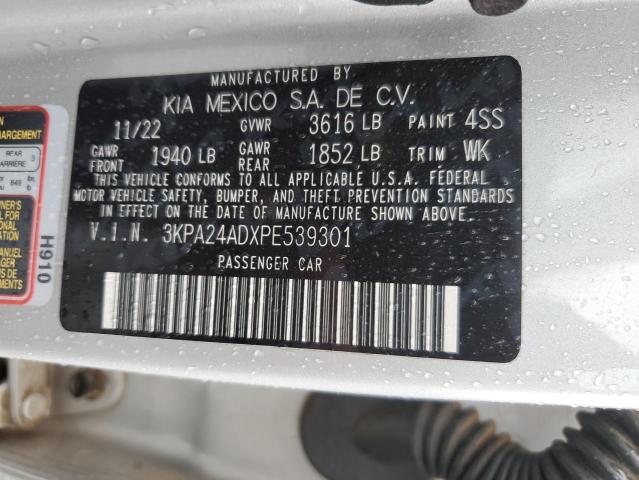 MANUFACTURED BY
KIA MEXICO S.A. DE C.V.
11/22 GVWR 3616 LB PAINT 4SS
GAWR FRONT 1940 LB GAWR REAR 1852 LB TRIM WK
THIS VEHICLE CONFORMS TO ALL APPLICABLE U.S.A. FEDERAL
MOTOR VEHICLE SAFETY, BUMPER, AND THEFT PREVENTION STANDARDS
IN EFFECT ON THE DATE OF MANUFACTURE SHOWN ABOVE.
V.I.N. 3KPA24ADXPE539301
PASSENGER CAR
H910
REAR
3